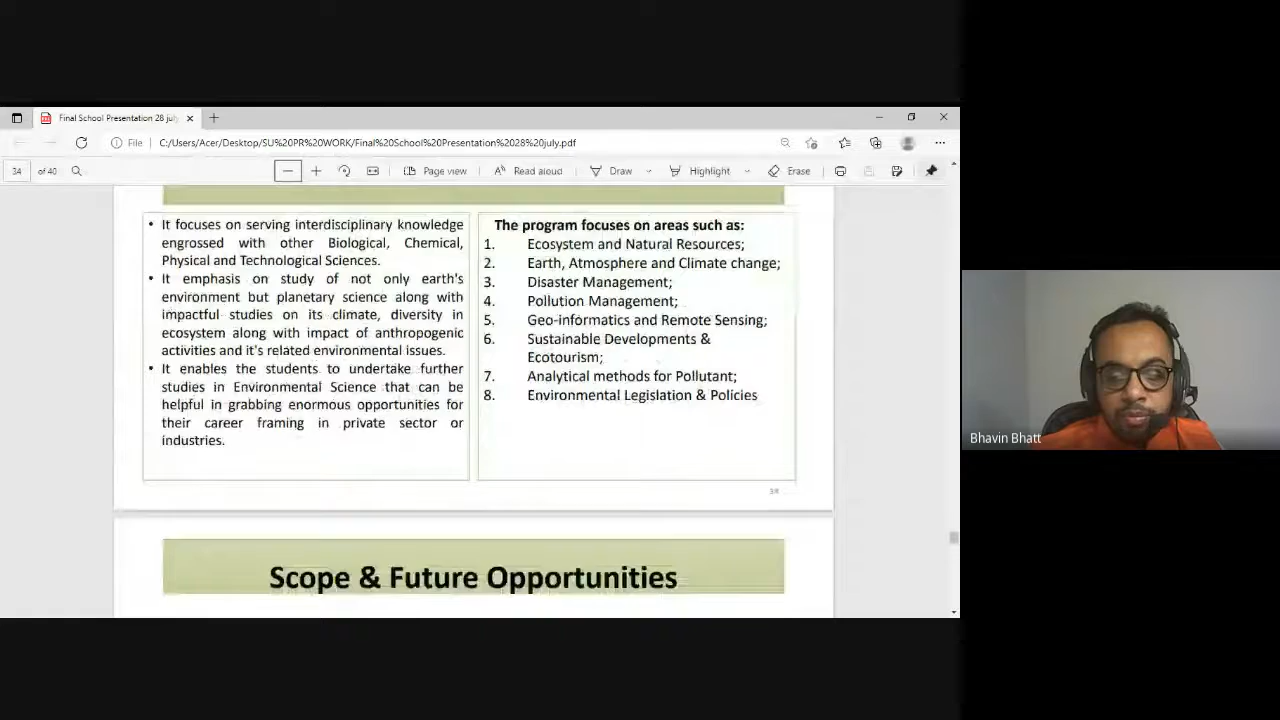 Final School Presentation 28 jul
File
C:/Users/Acer/Desktop/SU%20PR%20WORK/Final%20School%20Presentation%2028%20july.pdf
34 of 40
Page view
Read aloud
Draw
Highlight
Erase
• It focuses on serving interdisciplinary knowledge
engrossed with other Biological, Chemical,
Physical and Technological Sciences.
• It emphasis on study of not only earth's
environment but planetary science along with
impactful studies on its climate, diversity in
ecosystem along with impact of anthropogenic
activities and it's related environmental issues.
• It enables the students to undertake further
studies in Environmental Science that can be
helpful in grabbing enormous opportunities for
their career framing in private sector or
industries.
The program focuses on areas such as:
1. Ecosystem and Natural Resources;
2. Earth, Atmosphere and Climate change;
3. Disaster Management;
4. Pollution Management;
5. Geo-informatics and Remote Sensing;
6. Sustainable Developments &
Ecotourism;
7. Analytical methods for Pollutant;
8. Environmental Legislation & Policies
34
Scope & Future Opportunities
Bhavin Bhatt